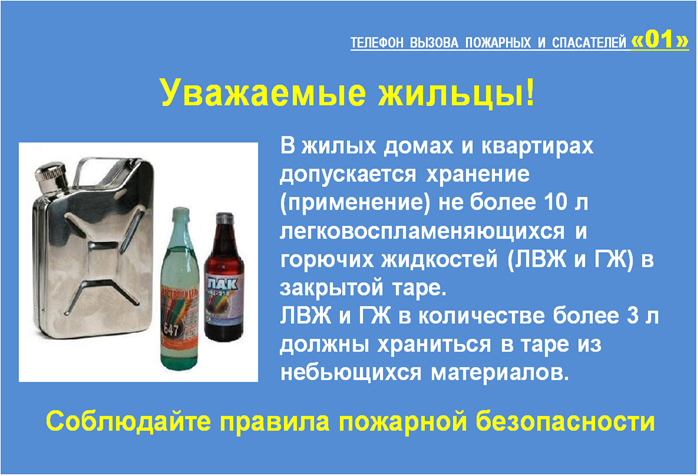 ТЕЛЕФОН ВЫЗОВА ПОЖАРНЫХ И СПАСАТЕЛЕЙ «01»
Уважаемые жильцы!
В жилых домах и квартирах
допускается хранение
(применение) не более 10 л
легковоспламеняющихся и
горючих жидкостей (ЛВЖ и ГЖ) в
закрытой таре.
ЛВЖ и ГЖ в количестве более 3 л
должны храниться в таре из
небьющихся материалов.
647
ЛАК
Соблюдайте правила пожарной безопасности